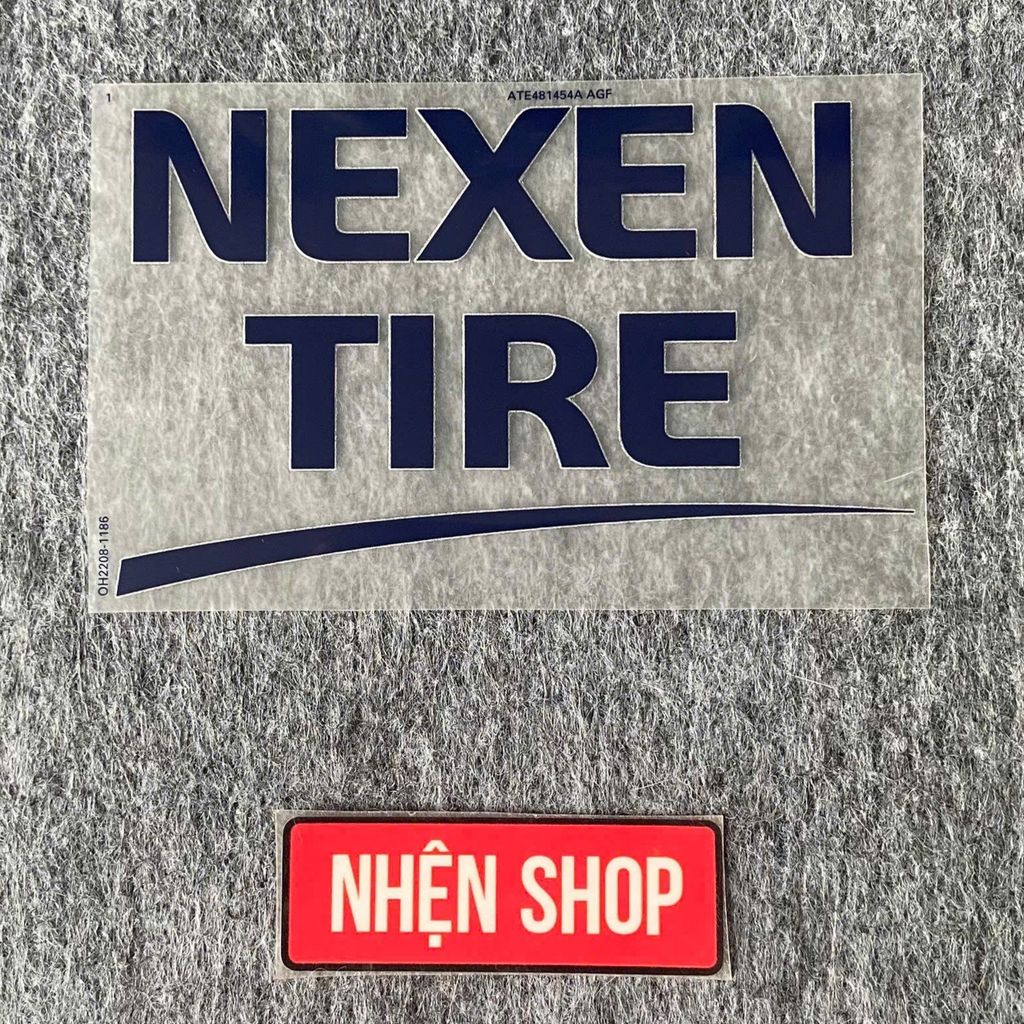 1
ATE481454A AGF
NEXEN
TIRE
OH2208-1186
NHỆN SHOP